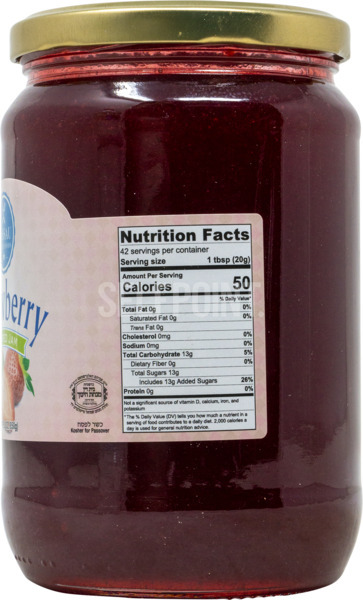 berry
JAM
Nutrition Facts
42 servings per container
Serving size 1 tbsp (20g)
Amount Per Serving
Calories 50
% Daily Value*
Total Fat 0g 0%
Saturated Fat 0g 0%
Trans Fat 0g
Cholesterol 0mg 0%
Sodium 0mg 0%
Total Carbohydrate 13g 5%
Dietary Fiber 0g 0%
Total Sugars 13g
Includes 13g Added Sugars 26%
Protein 0g 0%
Not a significant source of vitamin D, calcium, iron, and
potassium
*The % Daily Value (DV) tells you how much a nutrient in a
serving of food contributes to a daily diet. 2,000 calories a
day is used for general nutrition advice.
כשר לפסח
Kosher for Passover